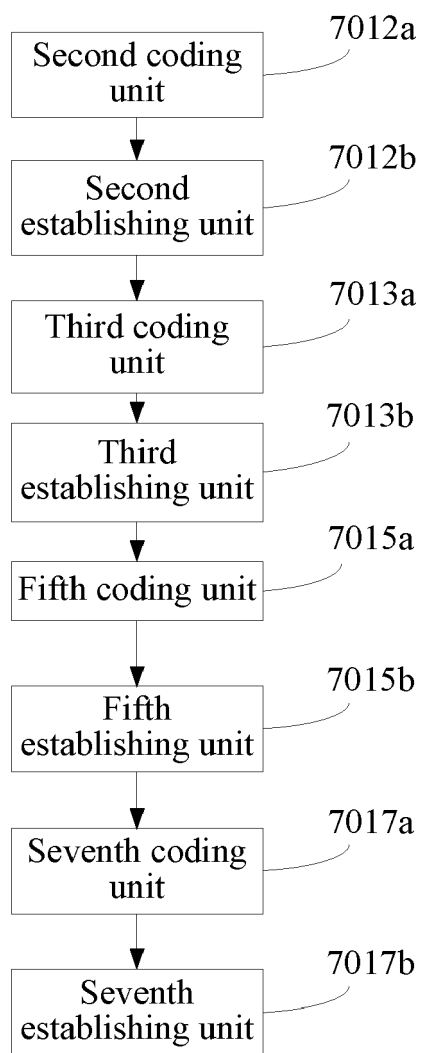 7012a
Second coding
unit
7012b
Second
establishing unit
7013a
Third coding
unit
7013b
Third
establishing unit
7015a
Fifth coding unit
7015b
Fifth
establishing unit
7017a
Seventh coding
unit
7017b
Seventh
establishing unit